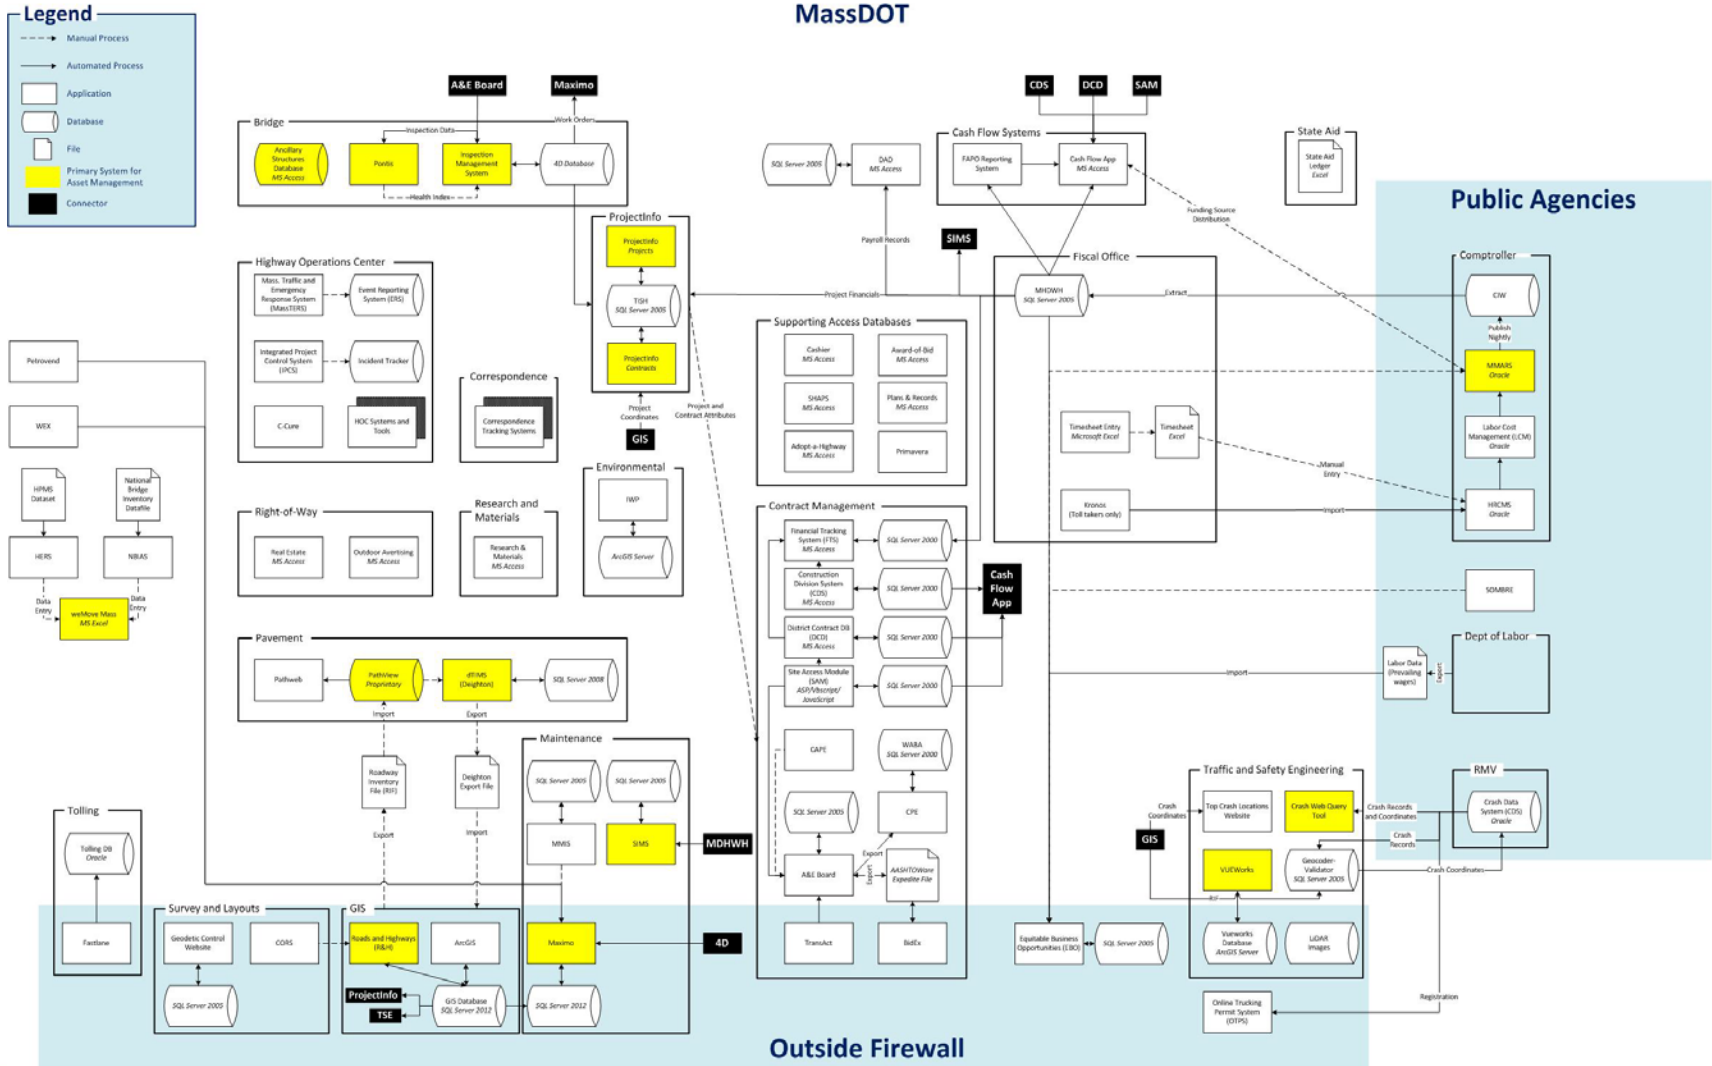 MassDOT
Legend
Manual Process
Automated Process
Application
Database
File
Primary System for
Asset Management
Connector
A&E Board
Maximo
Bridge
Work Orders
Inspection Data
Ancillary
Structures
Database
MS Access
Pontis
Inspection
Management
System
4D Database
Health Index
ProjectInfo
ProjectInfo
Projects
TISH
SQL Server 2005
ProjectInfo
Contracts
Project
Coordinates
GIS
Project and
Contract Attributes
CDS
DCD
SAM
Cash Flow Systems
FAPO Reporting
System
Cash Flow App
MS Access
SQL Server 2005
DAD
MS Access
Payroll Records
SIMS
Project Financials
State Aid
State Aid
Ledger
Excel
Funding Source
Distribution
Public Agencies
Comptroller
CIW
Publish
Nightly
MMARS
Oracle
Labor Cost
Management (LCM)
Oracle
HRCMS
Oracle
Fiscal Office
MHDWH
SQL Server 2005
Extract
Timesheet Entry
Microsoft Excel
Timesheet
Excel
Manual
Entry
Kronos
(Toll takers only)
Import
Highway Operations Center
Mass. Traffic and
Emergency
Response System
(MassTERS)
Event Reporting
System (ERS)
Integrated Project
Control System
(IPCS)
Incident Tracker
C-Cure
HOC Systems and
Tools
Correspondence
Correspondence
Tracking Systems
Petrovend
WEX
HPMS
Dataset
National
Bridge
Inventory
Datafile
HERS
NBIAS
Data
Entry
Data
Entry
weMove Mass
MS Excel
Right-of-Way
Real Estate
MS Access
Outdoor Avertising
MS Access
Research and
Materials
Research &
Materials
MS Access
Environmental
IWP
ArcGIS Server
Supporting Access Databases
Cashier
MS Access
Award-of-Bid
MS Access
SHAPS
MS Access
Plans & Records
MS Access
Adopt-a-Highway
MS Access
Primavera
Contract Management
Financial Tracking
System (FTS)
MS Access
SQL Server 2000
Construction
Division System
(CDS)
MS Access
SQL Server 2000
District Contract DB
(DCD)
MS Access
SQL Server 2000
Site Access Module
(SAM)
ASP/Vbscript/
JavaScript
SQL Server 2000
Cash
Flow
App
CAPE
WABA
SQL Server 2000
SQL Server 2005
CPE
Export
A&E Board
Export
AASHTOWare
Expedite File
TransAct
BidEx
Pavement
Pathweb
PathView
Proprietary
dTIMS
(Deighton)
SQL Server 2008
Import
Export
Roadway
Inventory
File (RIF)
Deighton
Export File
Export
Import
Maintenance
SQL Server 2005
SQL Server 2005
MMIS
SIMS
MDHWH
Maximo
4D
SQL Server 2012
Tolling
Tolling DB
Oracle
Fastlane
Survey and Layouts
Geodetic Control
Website
CORS
SQL Server 2005
GIS
Roads and Highways
(R&H)
ArcGIS
ProjectInfo
TSE
GIS Database
SQL Server 2012
SOMBRE
Dept of Labor
Labor Data
(Prevailing
wages)
Export
Import
Traffic and Safety Engineering
Top Crash Locations
Website
Crash Web Query
Tool
Crash
Coordinates
GIS
VUEWorks
Geocoder-
Validator
SQL Server 2005
Vueworks
Database
ArcGIS Server
LiDAR
Images
RMV
Crash Data
System (CDS)
Oracle
Crash Records
and Coordinates
Crash
Records
Crash Coordinates
Equitable Business
Opportunities (EBO)
SQL Server 2005
Online Trucking
Permit System
(OTPS)
Registration
Outside Firewall